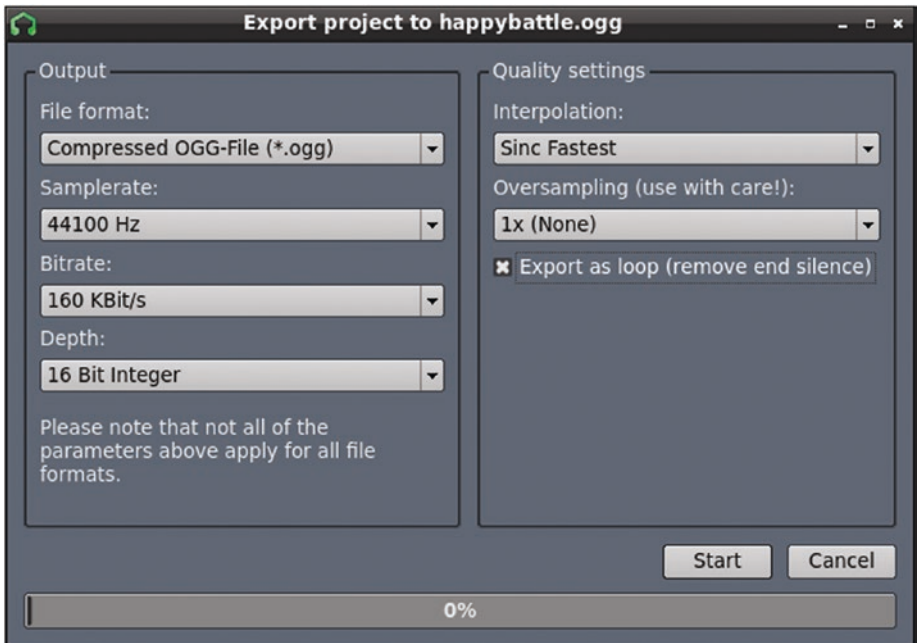 Export project to happybattle.ogg
Output
File format:
Compressed OGG-File (*.ogg)
Samplerate:
44100 Hz
Bitrate:
160 KBit/s
Depth:
16 Bit Integer
Please note that not all of the
parameters above apply for all file
formats.
Quality settings
Interpolation:
Sinc Fastest
Oversampling (use with care!):
1x (None)
Export as loop (remove end silence)
Start
Cancel
0%